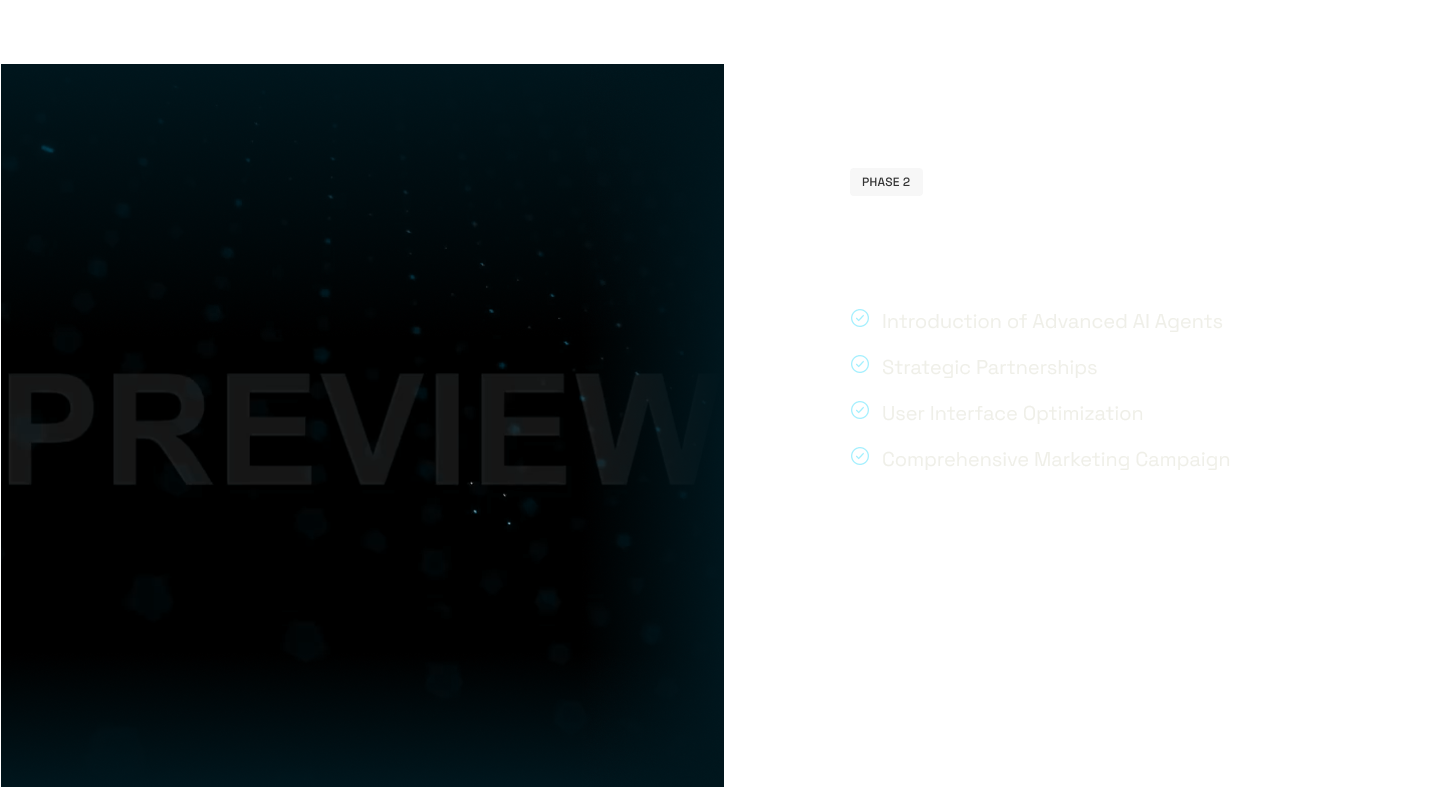 PREVIEW
PHASE 2
Introduction of Advanced AI Agents
Strategic Partnerships
User Interface Optimization
Comprehensive Marketing Campaign